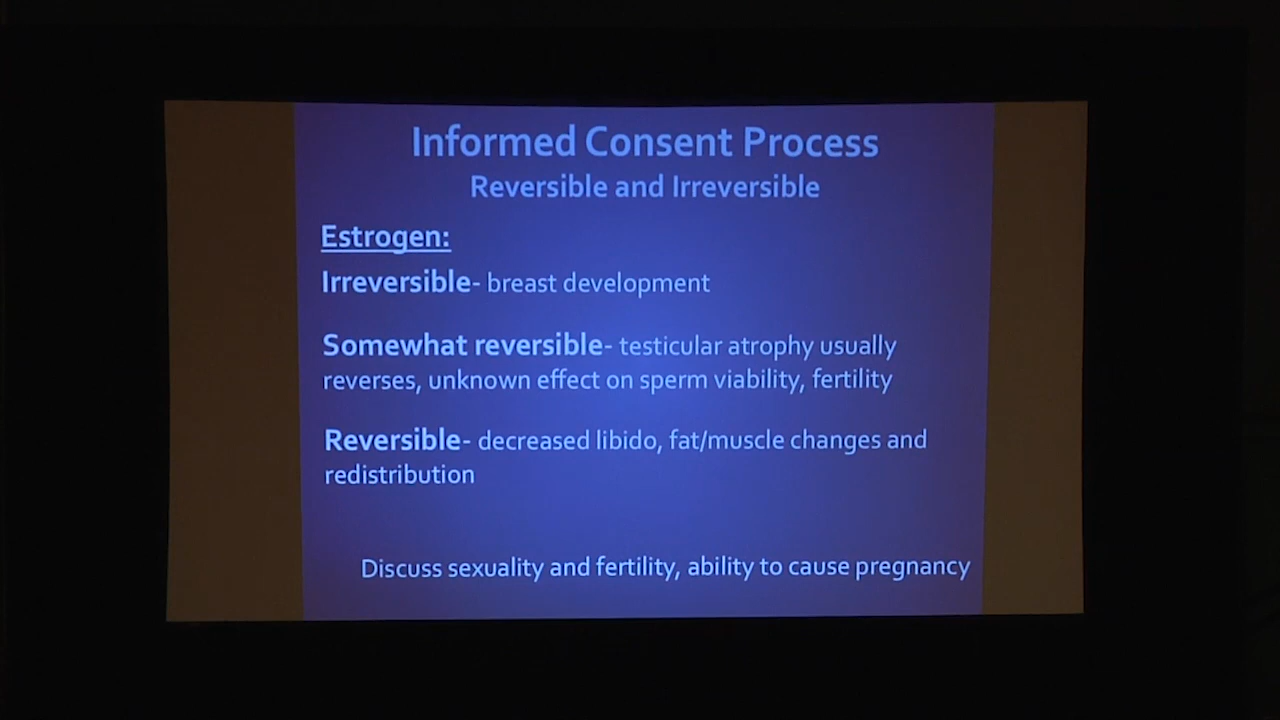 Informed Consent Process
Reversible and Irreversible
Estrogen:
Irreversible- breast development
Somewhat reversible- testicular atrophy usually
reverses, unknown effect on sperm viability, fertility
Reversible- decreased libido, fat/muscle changes and
redistribution
Discuss sexuality and fertility, ability to cause pregnancy